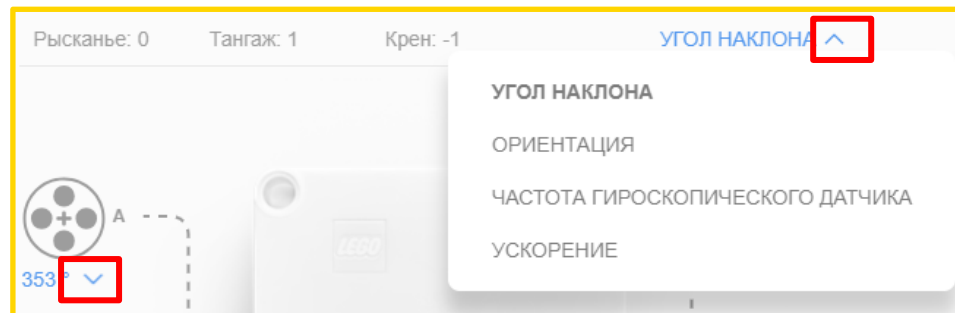 Рысканье: 0 Тангаж: 1 Крен: -1 УГОЛ НАКЛОНА
УГОЛ НАКЛОНА
ОРИЕНТАЦИЯ
ЧАСТОТА ГИРОСКОПИЧЕСКОГО ДАТЧИКА
УСКОРЕНИЕ
A
LEGO
353 °